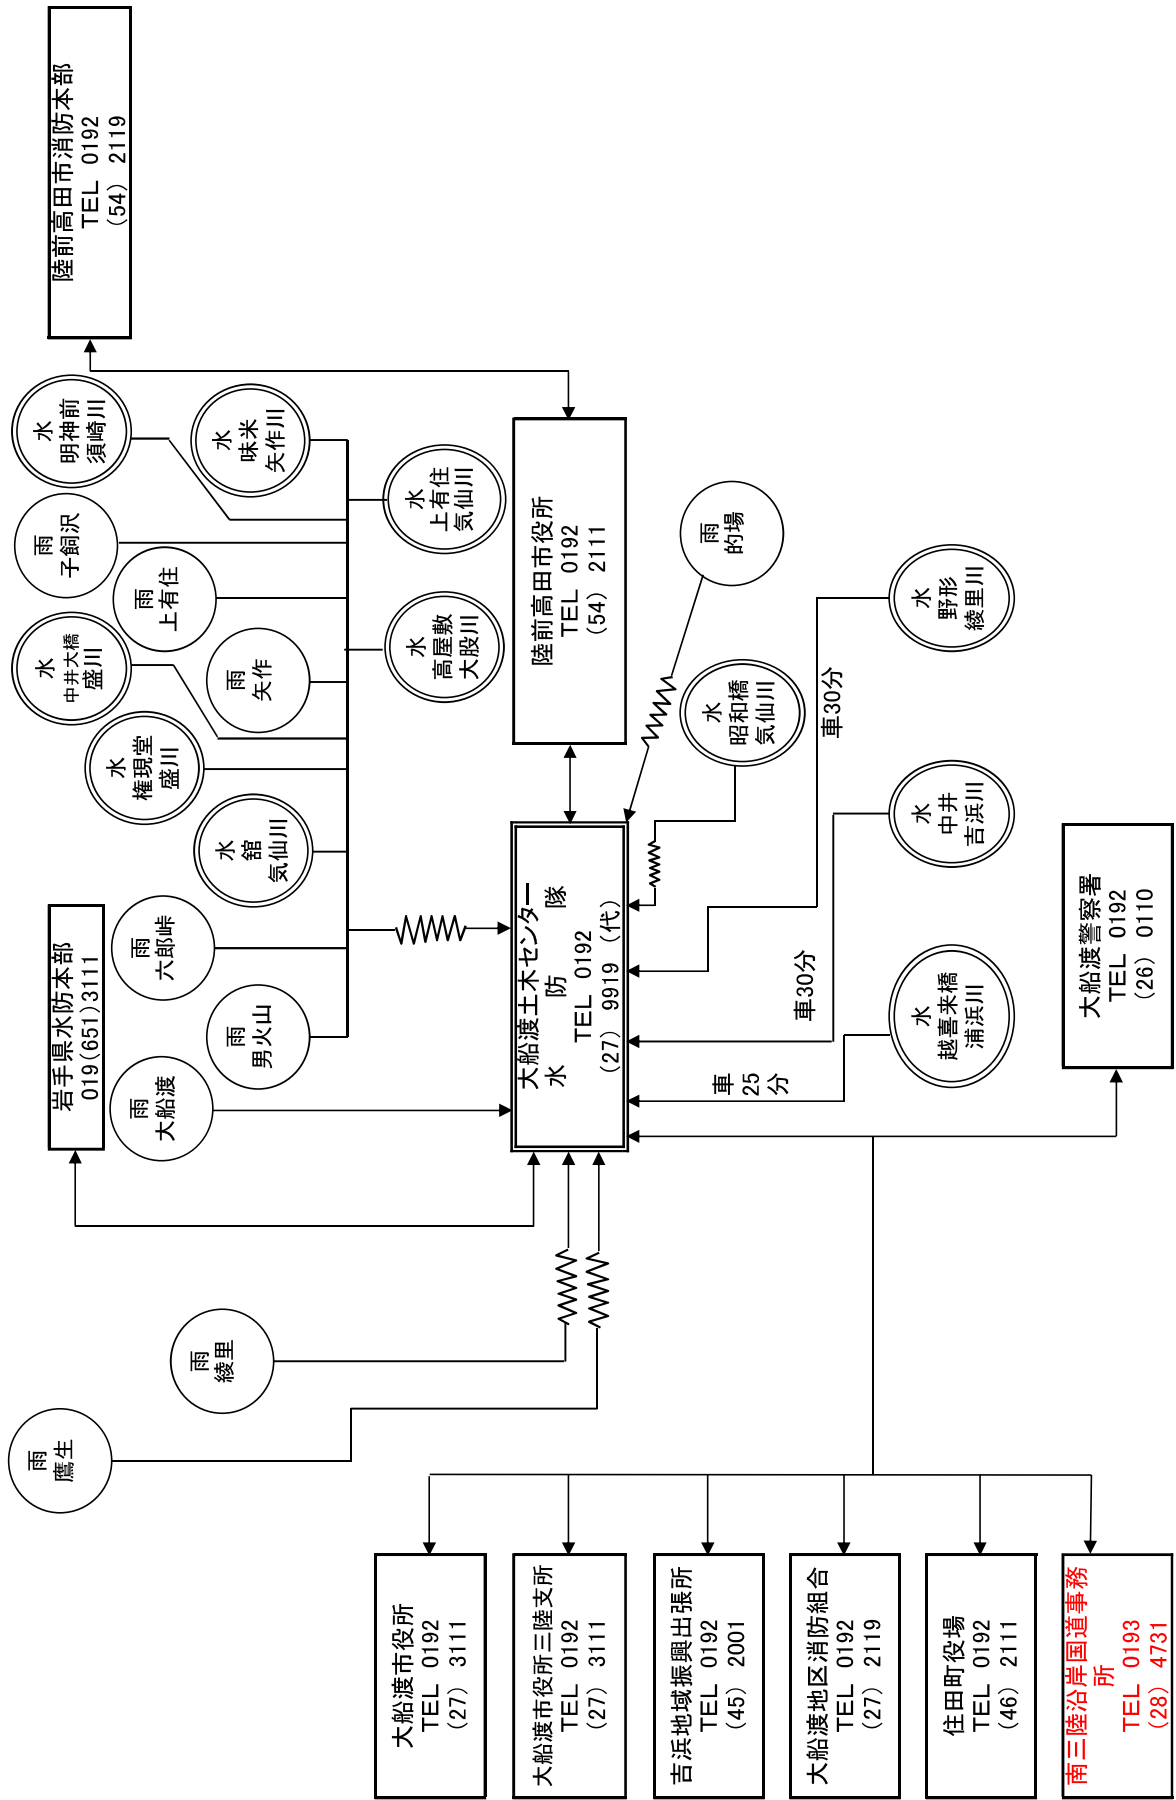 陸前高田市消防本部
TEL 0192
(54) 2119
水
明神前
須崎川
水
味米
矢作川
雨
子飼沢
雨
上有住
水
中井大橋
盛川
雨
矢作
水
権現堂
盛川
水
舘
気仙川
雨
六郎峠
雨
男火山
雨
大船渡
水
上有住
気仙川
水
高屋敷
大股川
岩手県水防本部
019(651)3111
陸前高田市役所
TEL 0192
(54) 2111
雨
的場
水
昭和橋
気仙川
水
野形
綾里川
車30分
水
中井
吉浜川
車30分
水
越喜来橋
浦浜川
車
25
分
大船渡土木センター
水 防 隊
TEL 0192
(27) 9919 (代)
大船渡警察署
TEL 0192
(26) 0110
雨
綾里
雨
鷹生
大船渡市役所
TEL 0192
(27) 3111
大船渡市役所三陸支所
TEL 0192
(27) 3111
吉浜地域振興出張所
TEL 0192
(45) 2001
大船渡地区消防組合
TEL 0192
(27) 2119
住田町役場
TEL 0192
(46) 2111
南三陸沿岸国道事務
所
TEL 0193
(28) 4731